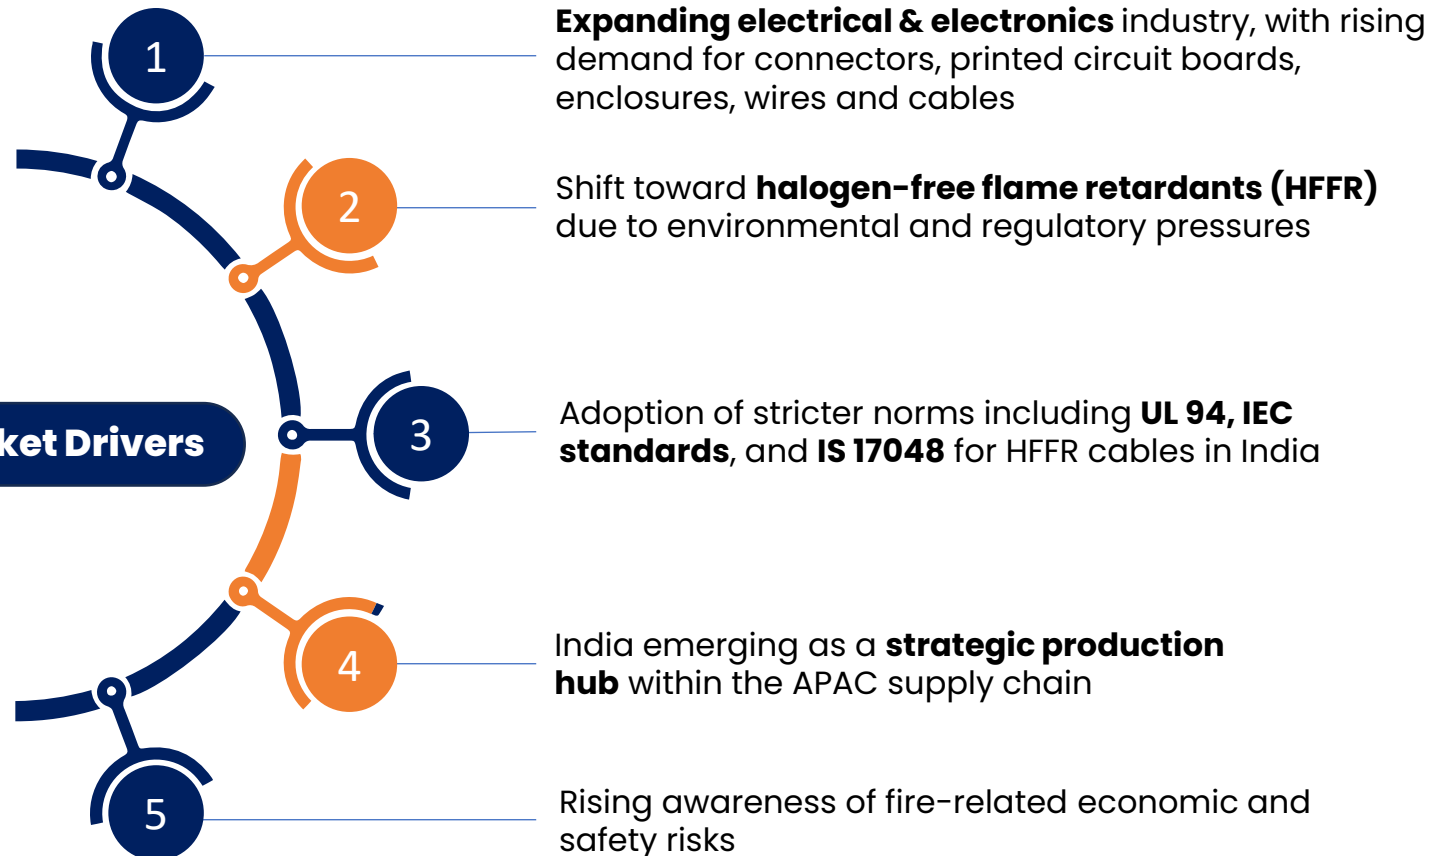 1
Expanding electrical & electronics industry, with rising
demand for connectors, printed circuit boards,
enclosures, wires and cables
2
Shift toward halogen-free flame retardants (HFFR)
due to environmental and regulatory pressures
ket Drivers
3
Adoption of stricter norms including UL 94, IEC
standards, and IS 17048 for HFFR cables in India
4
India emerging as a strategic production
hub within the APAC supply chain
5
Rising awareness of fire-related economic and
safety risks